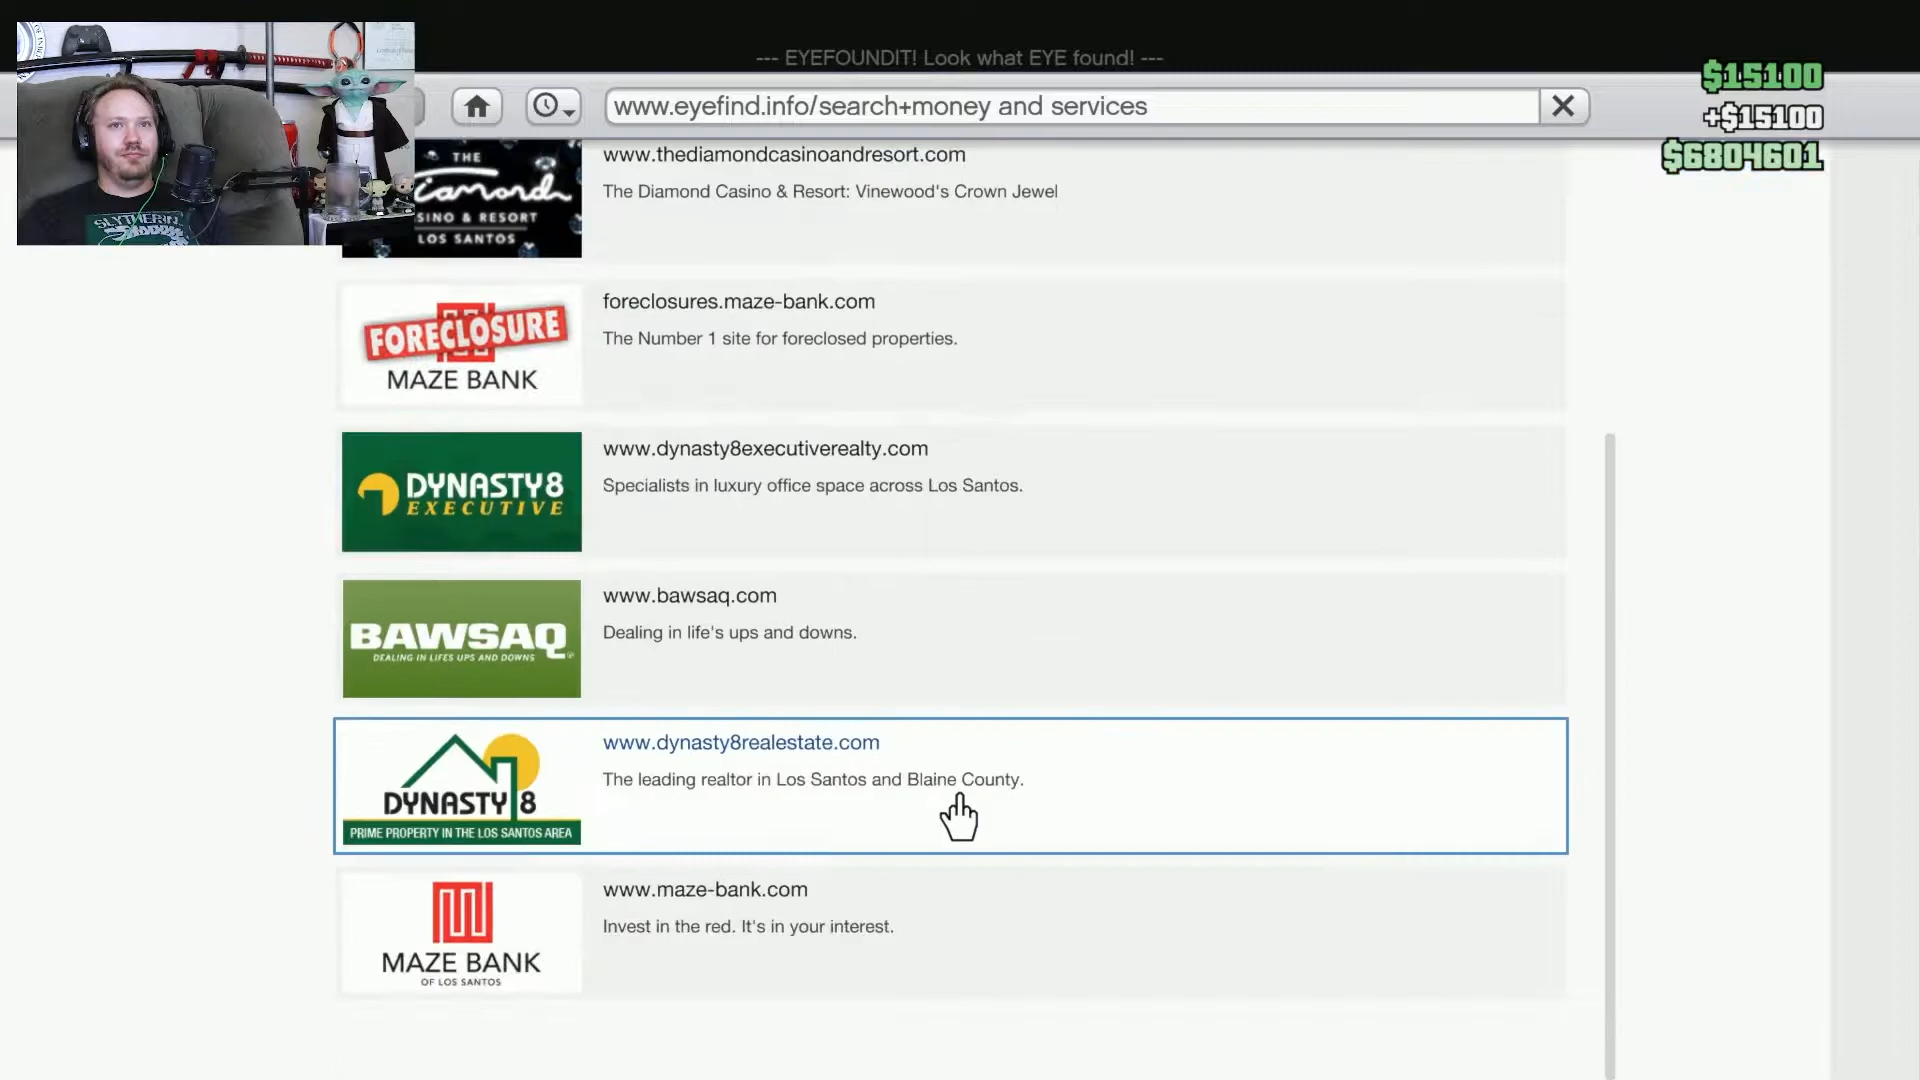 --- EYEFOUNDIT! Look what EYE found! ---
www.eyefind.info/search+money and services
$15100
+$15100
$6804601
SLYTHERIN
THE
Diamond
CASINO & RESORT
LOS SANTOS
www.thediamondcasinoandresort.com
The Diamond Casino & Resort: Vinewood's Crown Jewel
FORECLOSURE
MAZE BANK
foreclosures.maze-bank.com
The Number 1 site for foreclosed properties.
DYNASTY8
EXECUTIVE
www.dynasty8executiverealty.com
Specialists in luxury office space across Los Santos.
BAWSAQ
DEALING IN LIFES UPS AND DOWNS
www.bawsaq.com
Dealing in life's ups and downs.
DYNASTY 8
PRIME PROPERTY IN THE LOS SANTOS AREA
www.dynasty8realestate.com
The leading realtor in Los Santos and Blaine County.
MAZE BANK
OF LOS SANTOS
www.maze-bank.com
Invest in the red. It's in your interest.